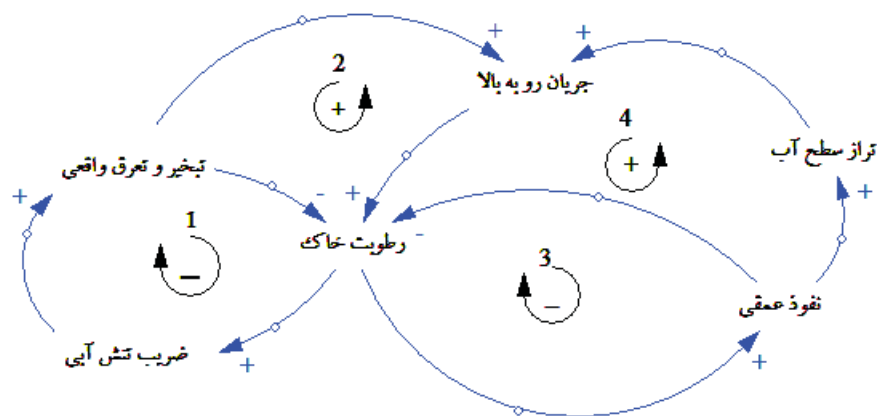 +
+
2
+
جریان رو به بالا
4
+
تبخیر و تعرق واقعی
تراز سطح آب
+
-
+
+
1
–
رطوبت خاک
-
3
–
نفوذ عمقی
ضریب تنش آبی
+
+